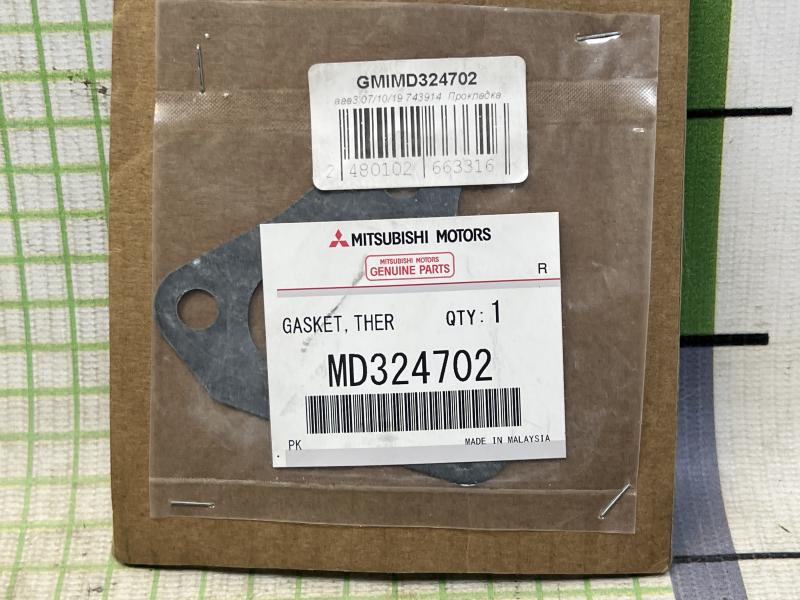 GMIMD324702
aaa3 07/10/19 743914 Прокладка
2 480102 663316
MITSUBISHI MOTORS
MITSUBISHI MOTORS
GENUINE PARTS
R
GASKET, THER QTY: 1
MD324702
PK MADE IN MALAYSIA